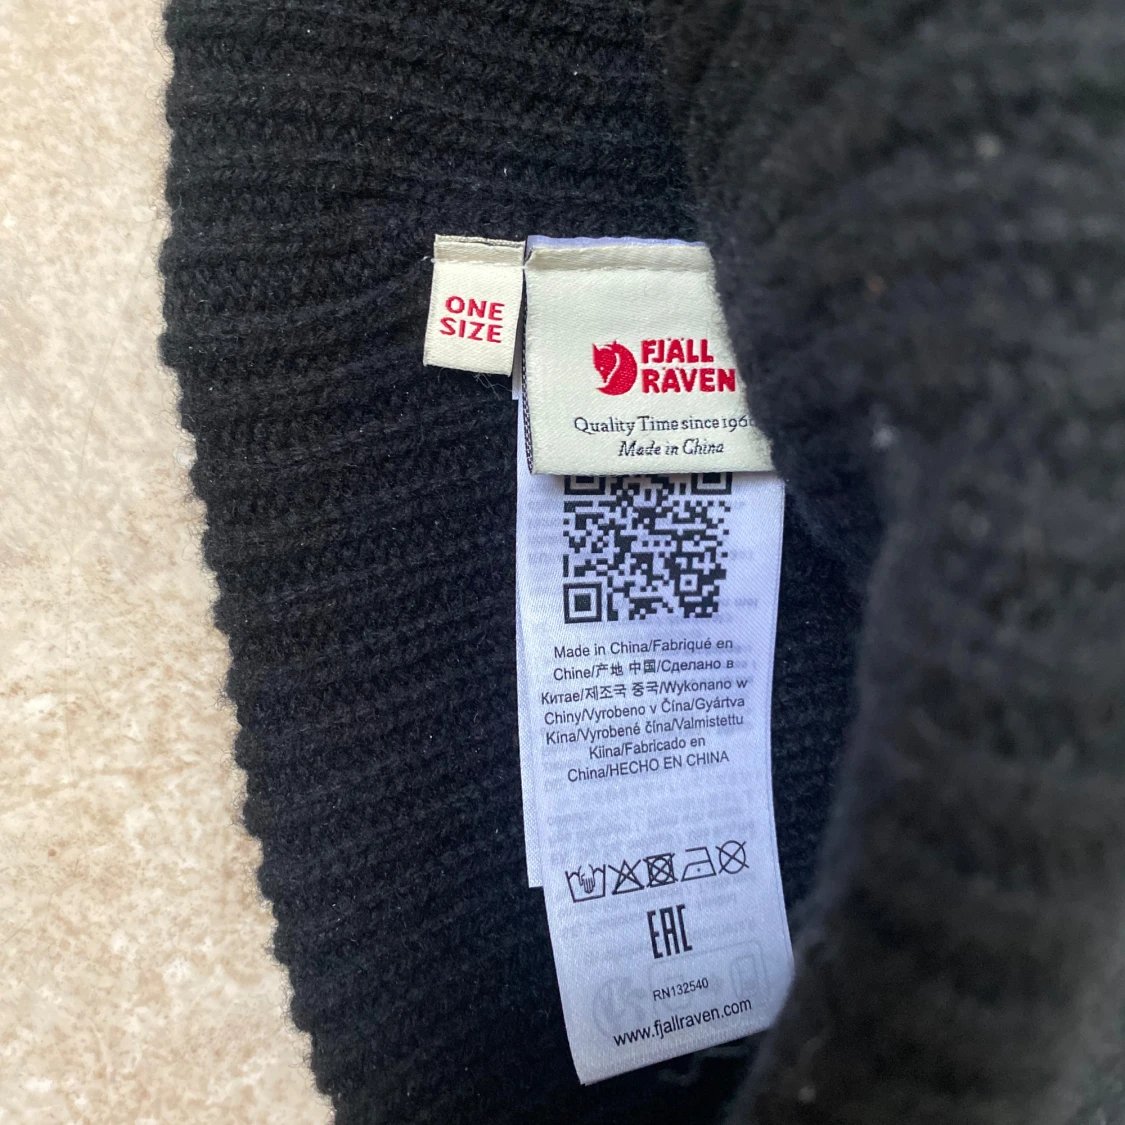 ONE
SIZE
FJÄLL
RÄVEN
Quality Time since 196
Made in China
Made in China/Fabriqué en
Chine/产地 中国/Сделано в
Китае/제조국 중국/Wykonano w
Chiny/Vyrobeno v Čína/Gyártva
Kína/Vyrobené čína/Valmistettu
Kiina/Fabricado en
China/HECHO EN CHINA
EAC
RN132540
www.fjallraven.com